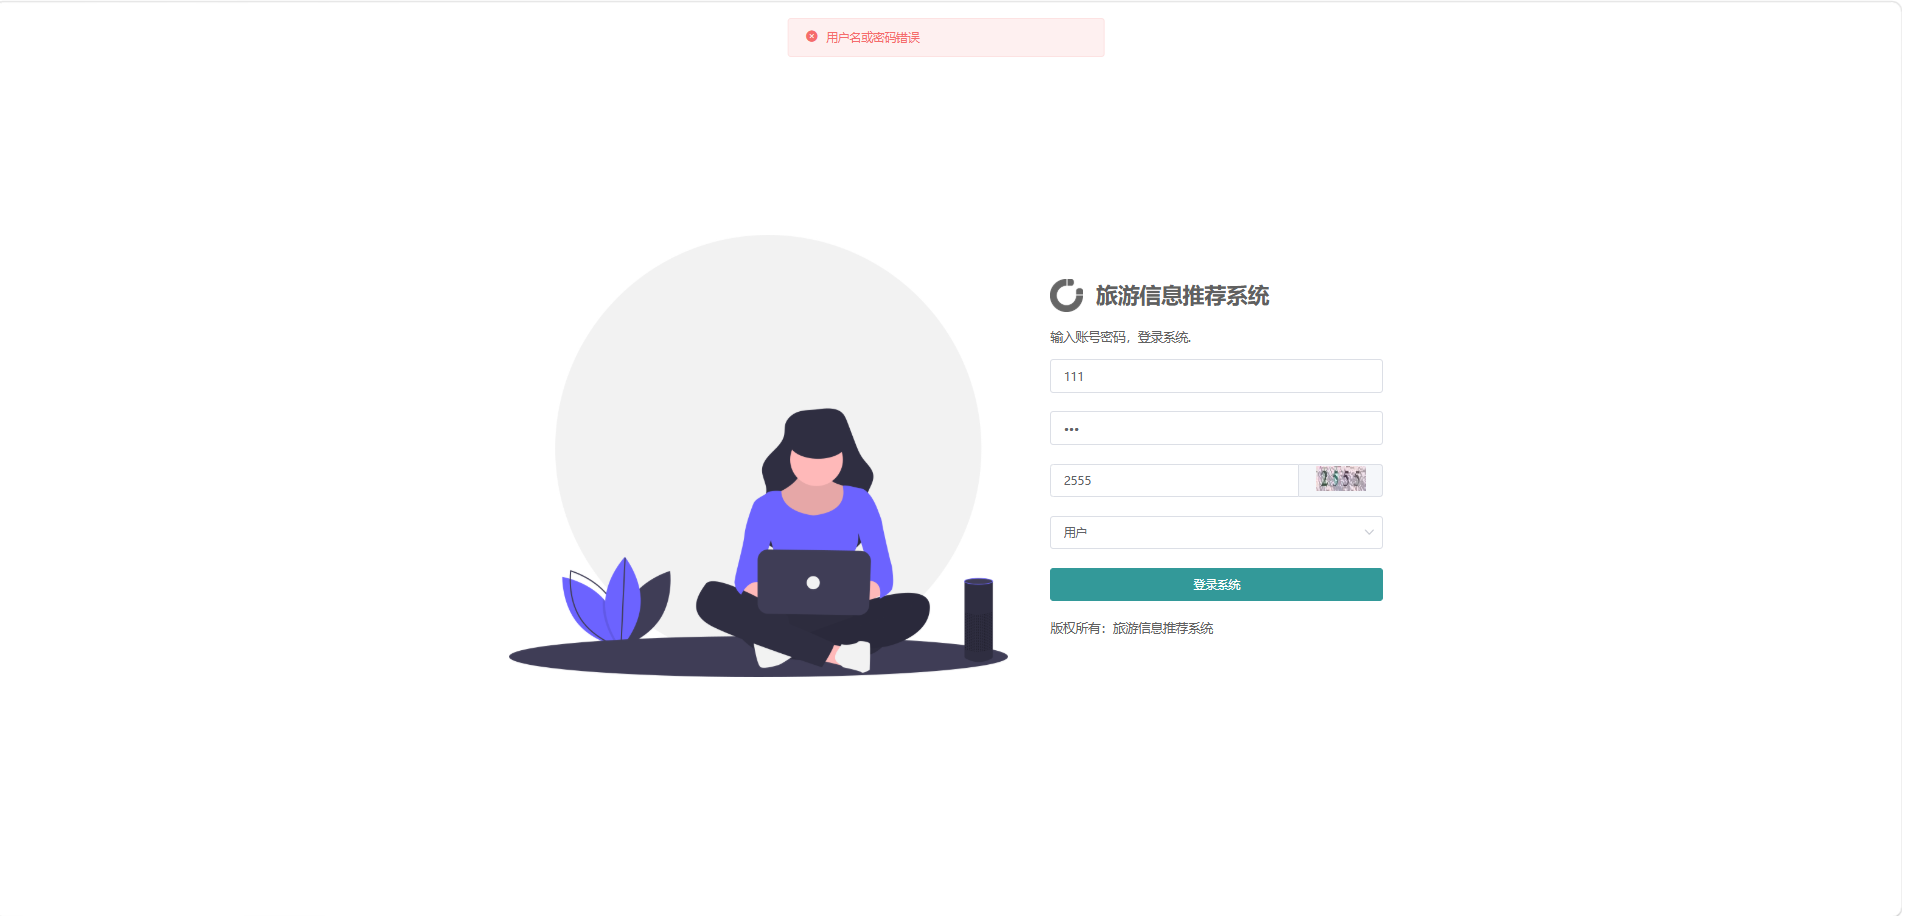 用户名或密码错误
旅游信息推荐系统
输入账号密码，登录系统.
111
•••
2555
2555
用户
登录系统
版权所有：旅游信息推荐系统